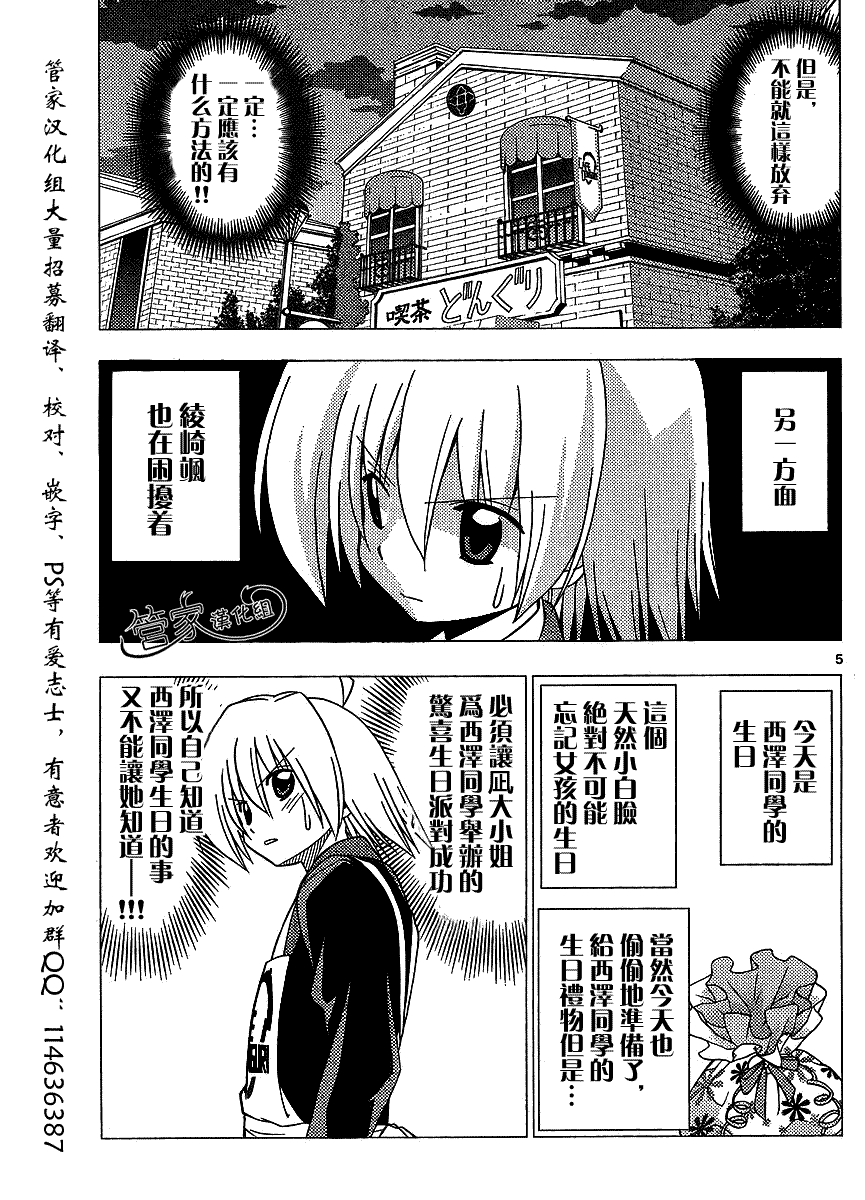 但是,
不能就這樣放弃
一定…
一定應該有
什么方法的!!
喫茶 どんぐり
另一方面
綾崎颯
也在困擾着
管家
漢化組
5
今天是
西澤同學的
生日
這個
天然小白臉
絕對不可能
忘記女孩的生日
當然今天也
偷偷地準備了,
給西澤同學的
生日禮物但是…
必須讓凪大小姐
爲西澤同學舉辦的
驚喜生日派對成功
所以自己知道
西澤同學生日的事
又不能讓她知道——!!!
管家汉化组大量招募翻译、校对、嵌字、PS等有爱志士，有意者欢迎加群QQ：114636387